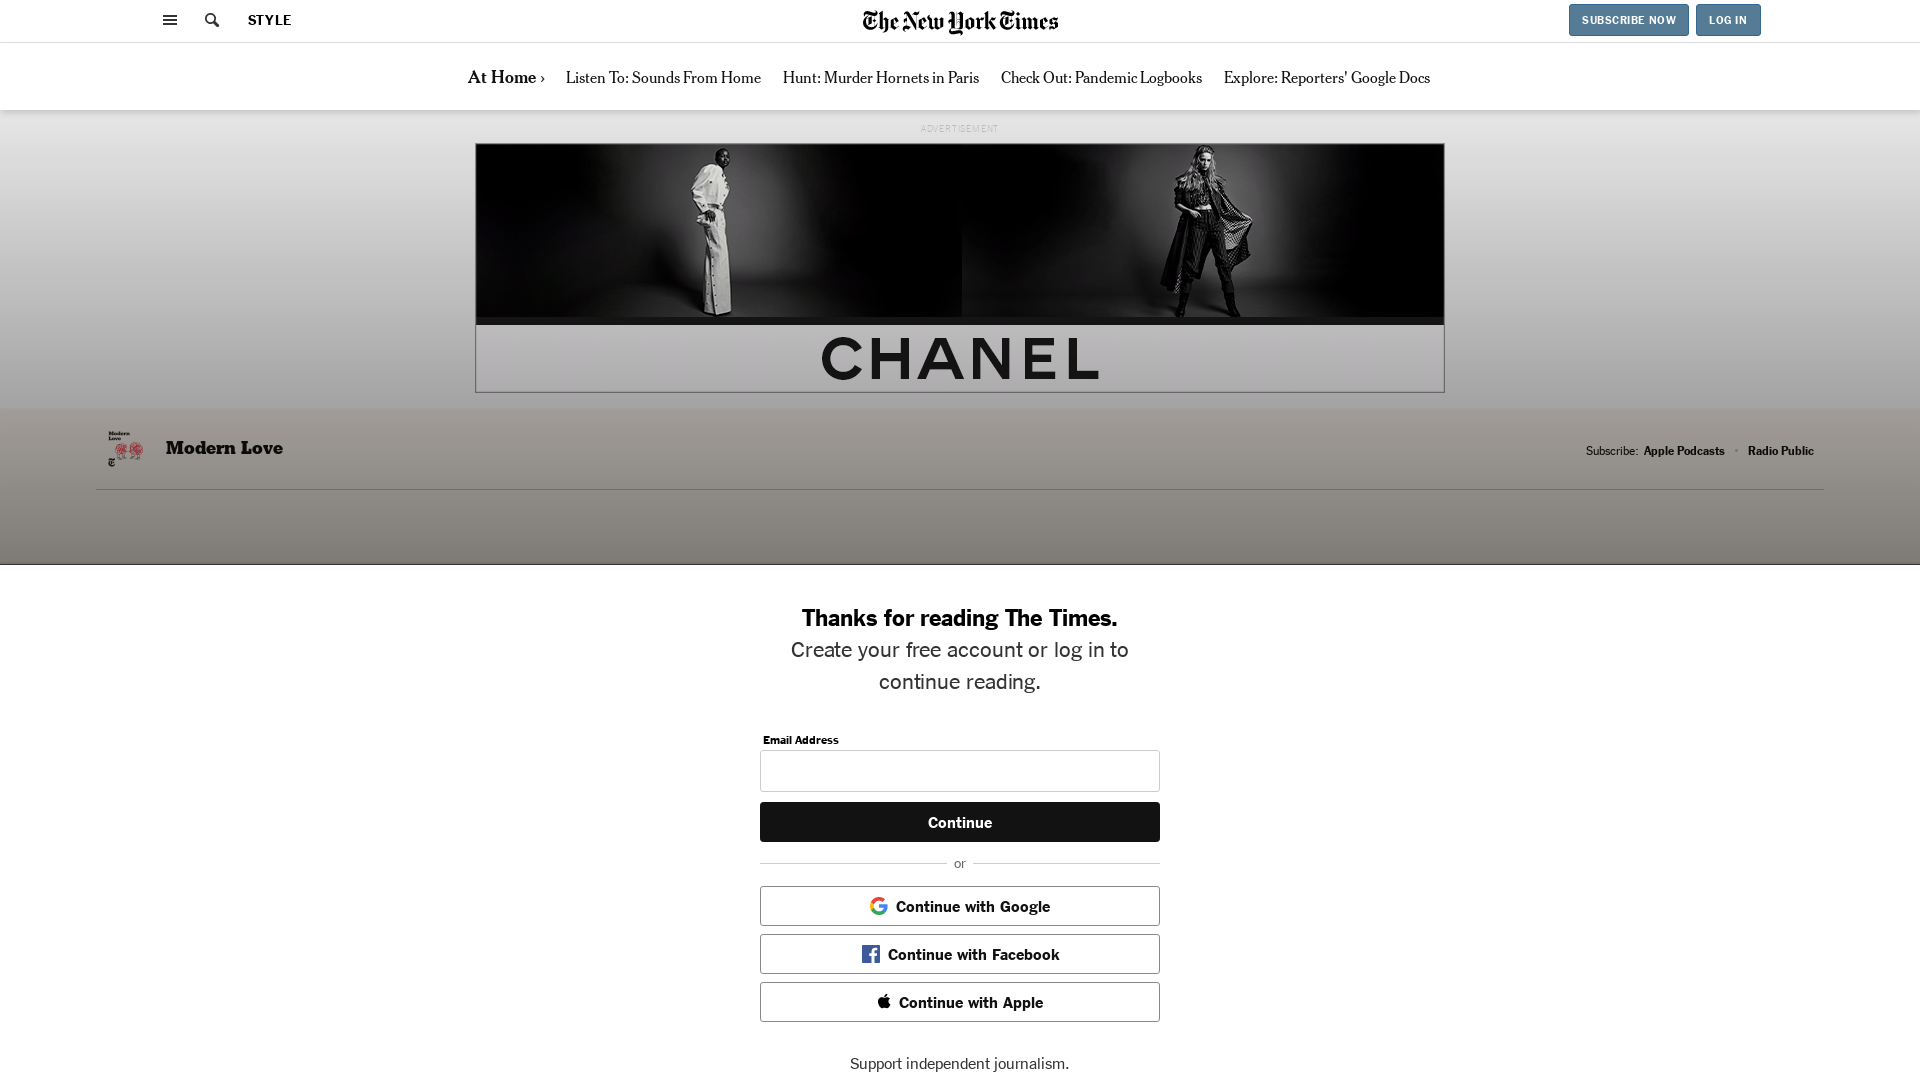 STYLE
The New York Times
SUBSCRIBE NOW
LOG IN
At Home ›
Listen To: Sounds From Home
Hunt: Murder Hornets in Paris
Check Out: Pandemic Logbooks
Explore: Reporters' Google Docs
ADVERTISEMENT
CHANEL
Modern
Love
Modern Love
Subscribe: Apple Podcasts • Radio Public
Thanks for reading The Times.
Create your free account or log in to
continue reading.
Email Address
Continue
or
Continue with Google
Continue with Facebook
Continue with Apple
Support independent journalism.